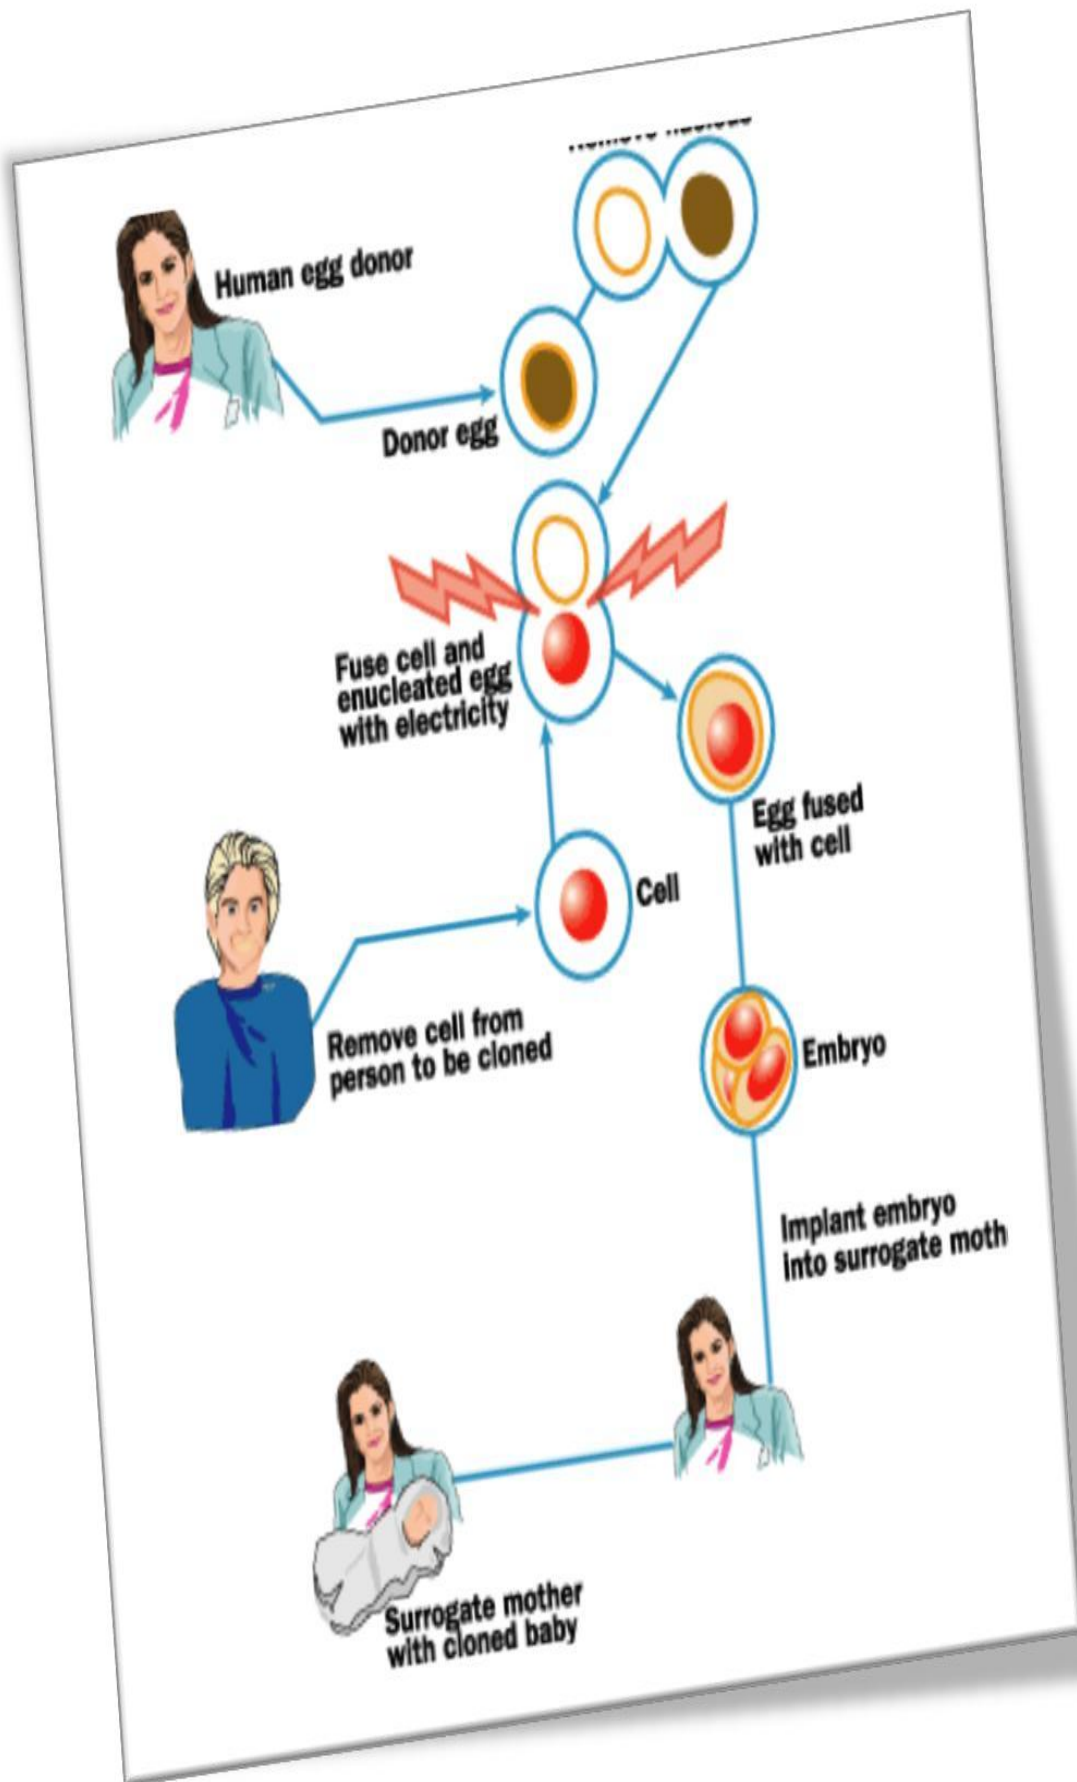 Human egg donor
Donor egg
Fuse cell and
enucleated egg
with electricity
Egg fused
with cell
Cell
Remove cell from
person to be cloned
Embryo
Implant embryo
into surrogate moth
Surrogate mother
with cloned baby